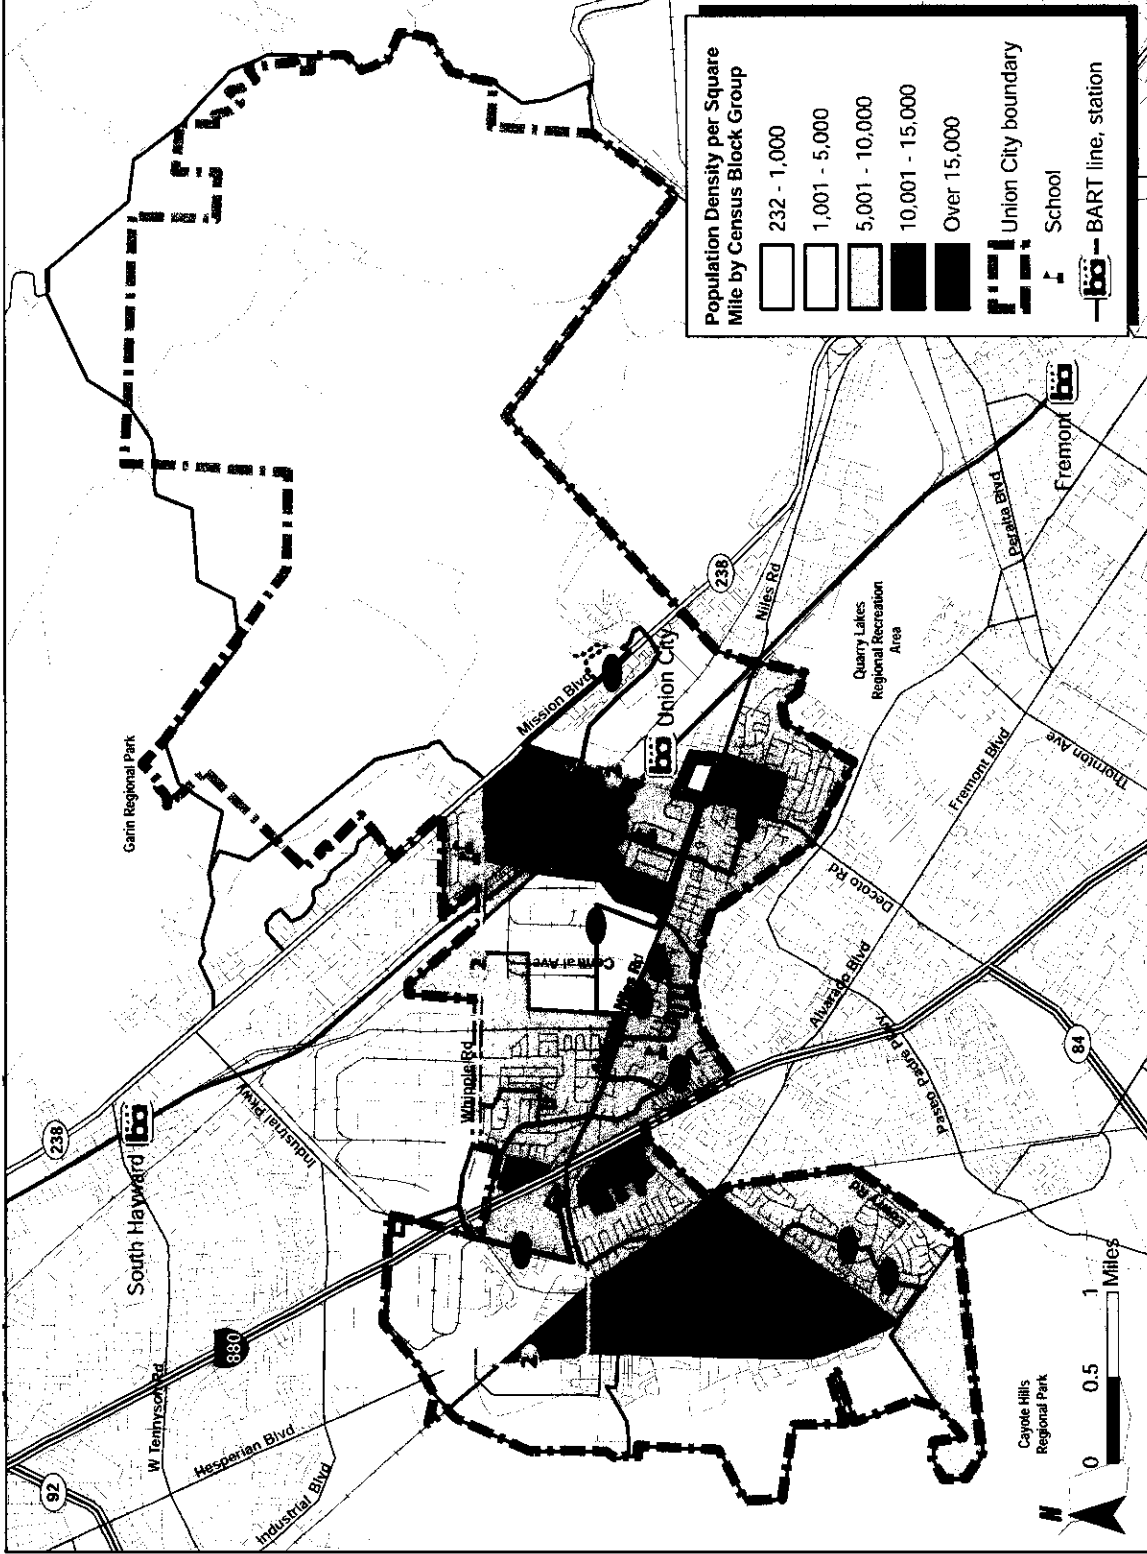 Population Density per Square
Mile by Census Block Group
232 - 1,000
1,001 - 5,000
5,001 - 10,000
10,001 - 15,000
Over 15,000
Union City boundary
School
BART line, station
Garin Regional Park
238
South Hayward
W Tennyson Rd
Industrial Pkwy
880
92
Hesperian Blvd
Industrial Blvd
Whipple Rd
2
2
Central Ave
Mission Blvd
Union City
238
Niles Rd
Quarry Lakes
Regional Recreation
Area
Peralta Blvd
Fremont
Fremont Blvd
Thornton Ave
Decoto Rd
Alvarado Blvd
Paseo Padre Pkwy
84
Cayote Hills
Regional Park
0 0.5 1
Miles
N